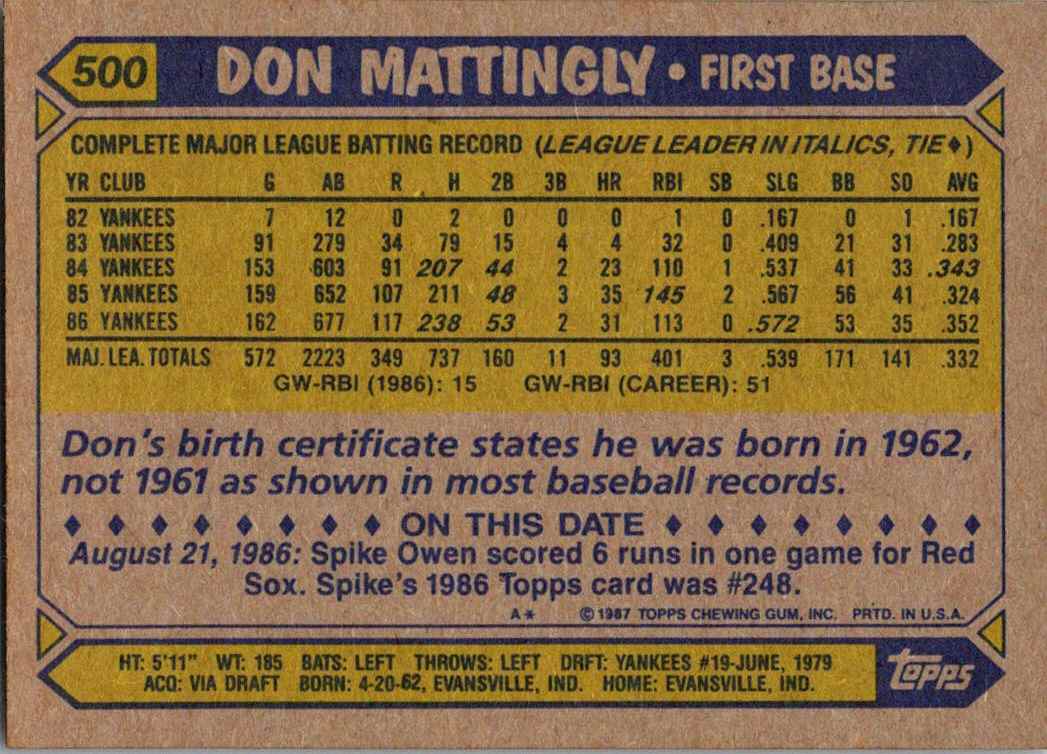 500 DON MATTINGLY • FIRST BASE
COMPLETE MAJOR LEAGUE BATTING RECORD (LEAGUE LEADER IN ITALICS, TIE♦)
YR CLUB G AB R H 2B 3B HR RBI SB SLG BB SO AVG
82 YANKEES 7 12 0 2 0 0 0 1 0 .167 0 1 .167
83 YANKEES 91 279 34 79 15 4 4 32 0 .409 21 31 .283
84 YANKEES 153 603 91 207 44 2 23 110 1 .537 41 33 .343
85 YANKEES 159 652 107 211 48 3 35 145 2 .567 56 41 .324
86 YANKEES 162 677 117 238 53 2 31 113 0 .572 53 35 .352
MAJ. LEA. TOTALS 572 2223 349 737 160 11 93 401 3 .539 171 141 .332
GW-RBI (1986): 15 GW-RBI (CAREER): 51
Don's birth certificate states he was born in 1962,
not 1961 as shown in most baseball records.
♦ ♦ ♦ ♦ ♦ ♦ ♦ ♦ ON THIS DATE ♦ ♦ ♦ ♦ ♦ ♦ ♦ ♦
August 21, 1986: Spike Owen scored 6 runs in one game for Red
Sox. Spike's 1986 Topps card was #248.
A* © 1987 TOPPS CHEWING GUM, INC. PRTD. IN U.S.A.
HT: 5'11" WT: 185 BATS: LEFT THROWS: LEFT DRFT: YANKEES #19-JUNE, 1979
ACQ: VIA DRAFT BORN: 4-20-62, EVANSVILLE, IND. HOME: EVANSVILLE, IND.
topps